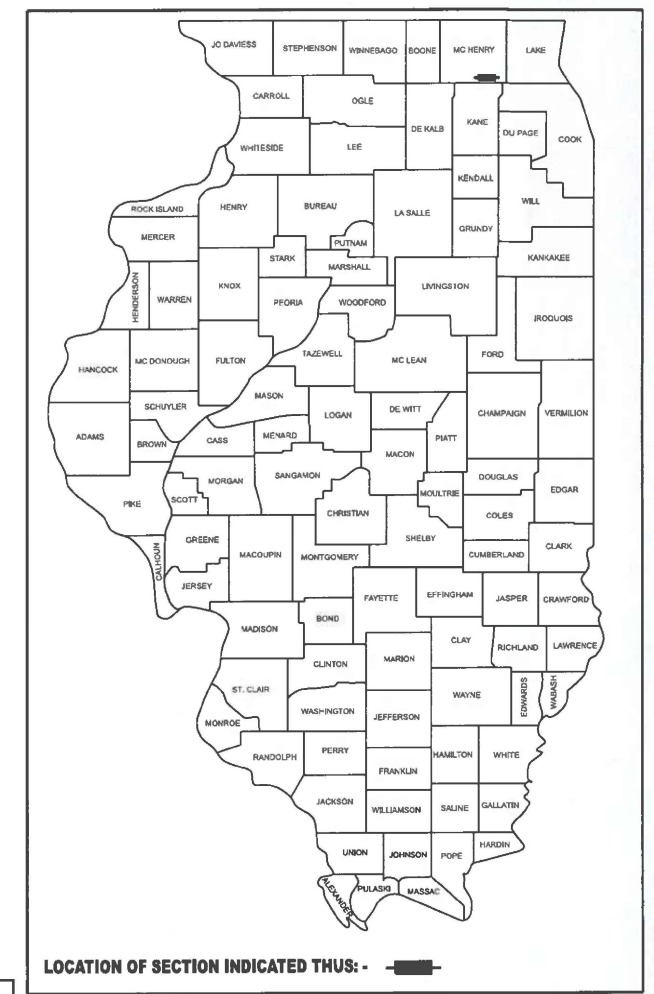 JO DAVIESS STEPHENSON WINNEBAGO BOONE MC HENRY LAKE
CARROLL OGLE
DE KALB KANE DU PAGE COOK
WHITESIDE LEE
KENDALL
ROCK ISLAND HENRY BUREAU LA SALLE WILL
MERCER PUTNAM GRUNDY
STARK MARSHALL KANKAKEE
HENDERSON WARREN KNOX PEORIA WOODFORD LIVINGSTON
IROQUOIS
HANCOCK MC DONOUGH FULTON TAZEWELL MC LEAN FORD
MASON
SCHUYLER LOGAN DE WITT CHAMPAIGN VERMILION
ADAMS BROWN CASS MENARD PIATT
MACON
PIKE SCOTT MORGAN SANGAMON MOULTRIE DOUGLAS EDGAR
CHRISTIAN COLES
CALHOUN GREENE MACOUPIN MONTGOMERY SHELBY CUMBERLAND CLARK
JERSEY FAYETTE EFFINGHAM JASPER CRAWFORD
MADISON BOND
CLAY RICHLAND LAWRENCE
CLINTON MARION
ST. CLAIR WAYNE EDWARDS WABASH
MONROE WASHINGTON JEFFERSON
RANDOLPH PERRY HAMILTON WHITE
FRANKLIN
JACKSON WILLIAMSON SALINE GALLATIN
UNION JOHNSON POPE HARDIN
ALEXANDER PULASKI MASSAC
LOCATION OF SECTION INDICATED THUS: -